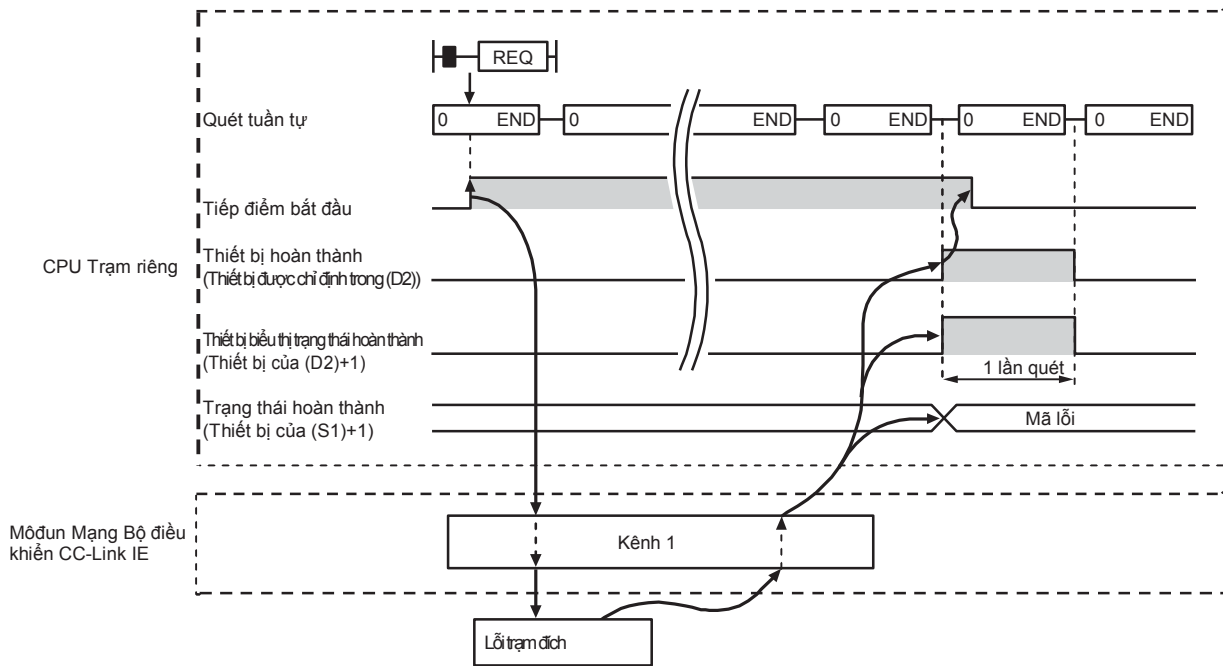 REQ
Quét tuần tự
0 END 0 END 0 END 0 END 0 END
Tiếp điểm bắt đầu
CPU Trạm riêng
Thiết bị hoàn thành
(Thiết bị được chỉ định trong (D2))
Thiết bị biểu thị trạng thái hoàn thành
(Thiết bị của (D2)+1)
1 lần quét
Trạng thái hoàn thành
(Thiết bị của (S1)+1)
Mã lỗi
Môđun Mạng Bộ điều
khiển CC-Link IE
Kênh 1
Lỗi trạm đích